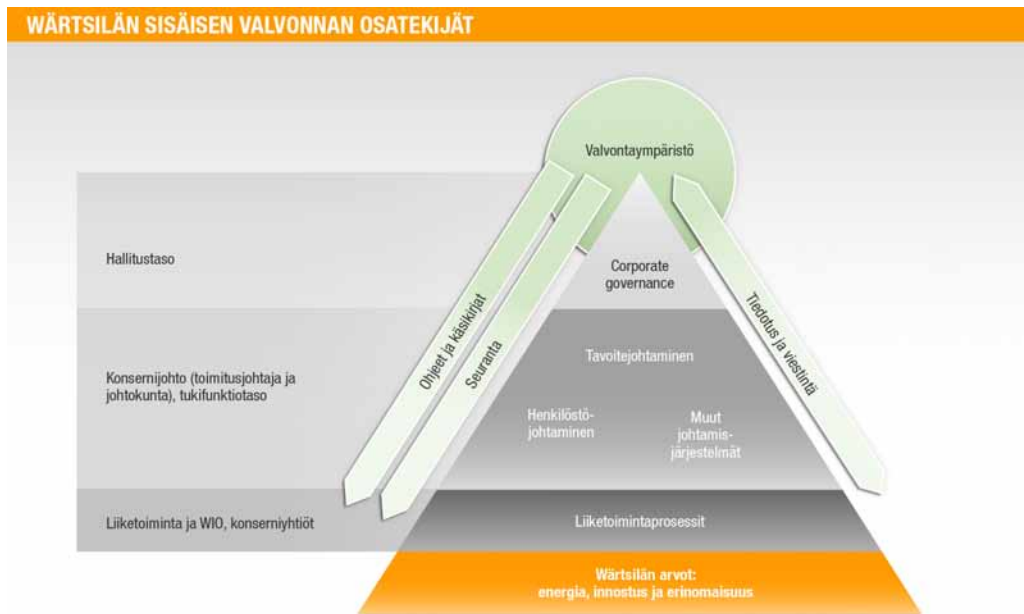 WÄRTSILÄN SISÄISEN VALVONNAN OSATEKIJÄT
Valvontaympäristö
Hallitustaso
Corporate
governance
Ohjeet ja käsikirjat
Seuranta
Tiedotus ja viestintä
Konsernijohto (toimitusjohtaja ja
johtokunta), tukifunktiotaso
Tavoitejohtaminen
Henkilöstö-
johtaminen
Muut
johtamis-
järjestelmät
Liiketoiminta ja WIO, konserniyhtiöt
Liiketoimintaprosessit
Wärtsilän arvot:
energia, innostus ja erinomaisuus